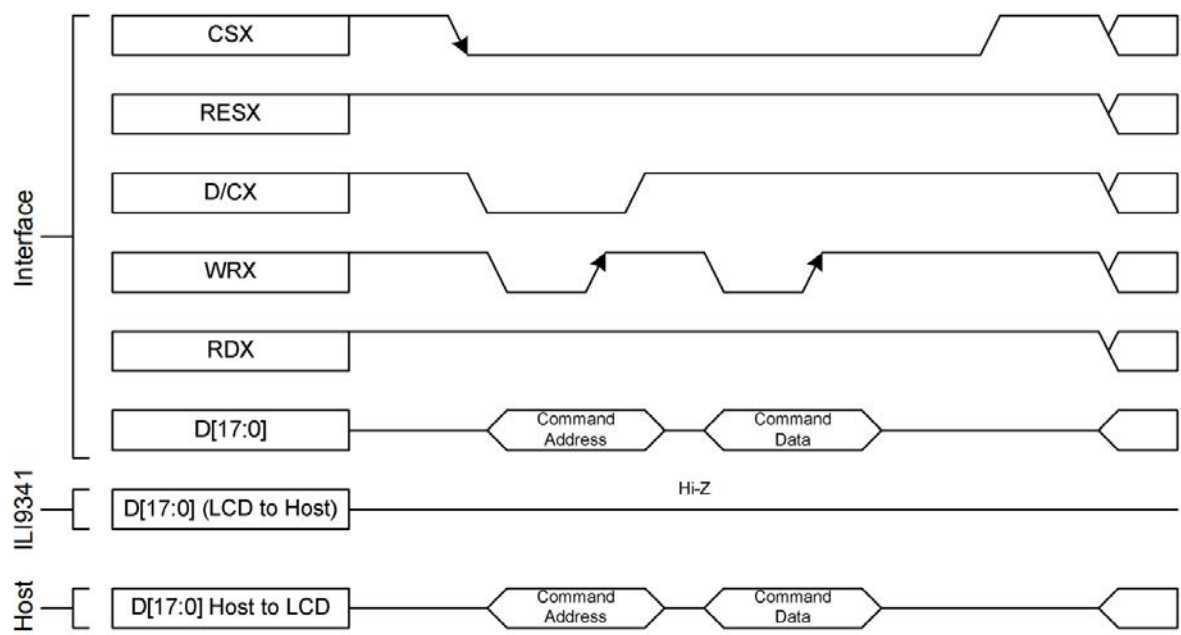 Interface
CSX
RESX
D/CX
WRX
RDX
D[17:0]
Command
Address
Command
Data
ILI9341
D[17:0] (LCD to Host)
Hi-Z
Host
D[17:0] Host to LCD
Command
Address
Command
Data